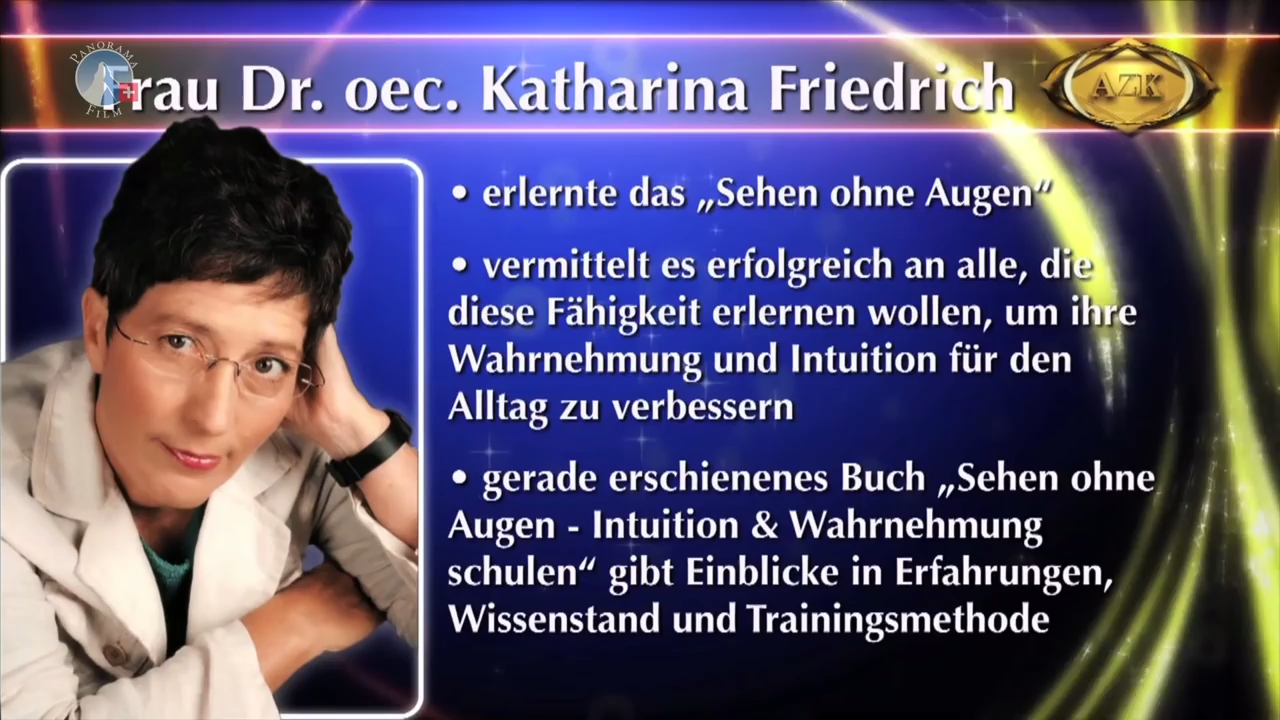 PANORAMA
FILM
Frau Dr. oec. Katharina Friedrich
AZK
• erlernte das „Sehen ohne Augen“
• vermittelt es erfolgreich an alle, die
diese Fähigkeit erlernen wollen, um ihre
Wahrnehmung und Intuition für den
Alltag zu verbessern
• gerade erschienenes Buch „Sehen ohne
Augen - Intuition & Wahrnehmung
schulen“ gibt Einblicke in Erfahrungen,
Wissenstand und Trainingsmethode